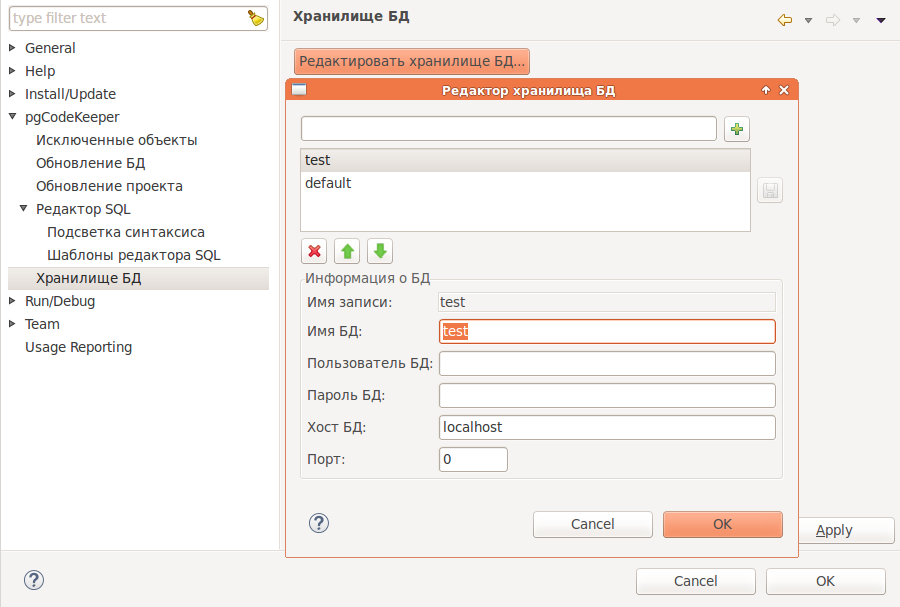 type filter text
General
Help
Install/Update
pgCodeKeeper
Исключенные объекты
Обновление БД
Обновление проекта
Редактор SQL
Подсветка синтаксиса
Шаблоны редактора SQL
Хранилище БД
Run/Debug
Team
Usage Reporting
Хранилище БД
Редактировать хранилище БД...
Редактор хранилища БД
test
default
Информация о БД
Имя записи: test
Имя БД: test
Пользователь БД:
Пароль БД:
Хост БД: localhost
Порт: 0
? Cancel OK
Apply
? Cancel OK